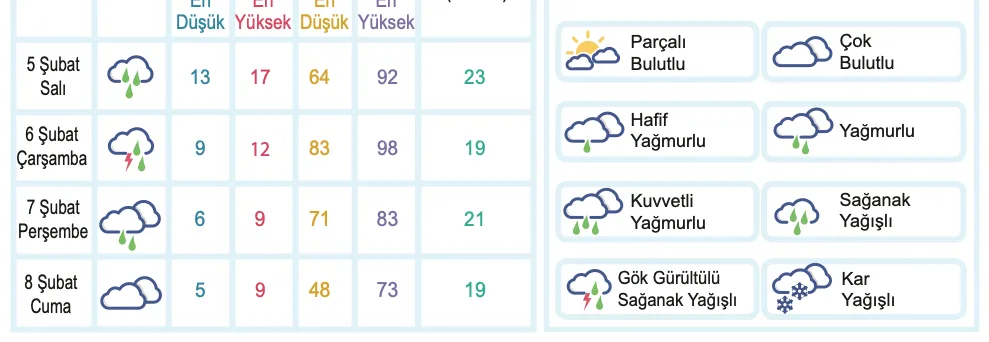 En En En En
Düşük Yüksek Düşük Yüksek
5 Şubat
Salı
13 17 64 92 23
6 Şubat
Çarşamba
9 12 83 98 19
7 Şubat
Perşembe
6 9 71 83 21
8 Şubat
Cuma
5 9 48 73 19
Parçalı
Bulutlu
Çok
Bulutlu
Hafif
Yağmurlu
Yağmurlu
Kuvvetli
Yağmurlu
Sağanak
Yağışlı
Gök Gürültülü
Sağanak Yağışlı
Kar
Yağışlı